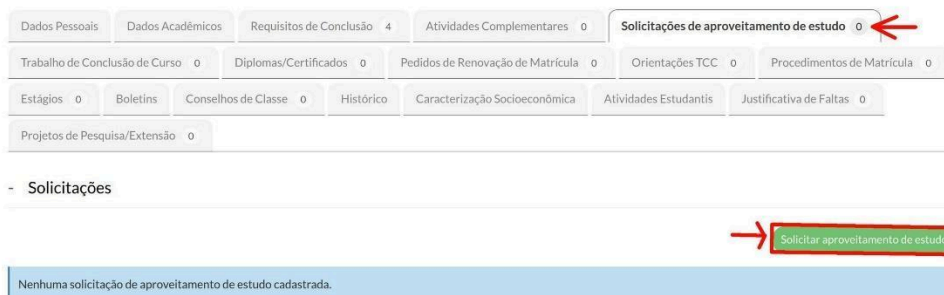 Dados Pessoais Dados Acadêmicos Requisitos de Conclusão 4 Atividades Complementares 0 Solicitações de aproveitamento de estudo 0
Trabalho de Conclusão de Curso 0 Diplomas/Certificados 0 Pedidos de Renovação de Matrícula 0 Orientações TCC 0 Procedimentos de Matrícula 0
Estágios 0 Boletins Conselhos de Classe 0 Histórico Caracterização Socioeconômica Atividades Estudantis Justificativa de Faltas 0
Projetos de Pesquisa/Extensão 0
- Solicitações
Solicitar aproveitamento de estudo
Nenhuma solicitação de aproveitamento de estudo cadastrada.